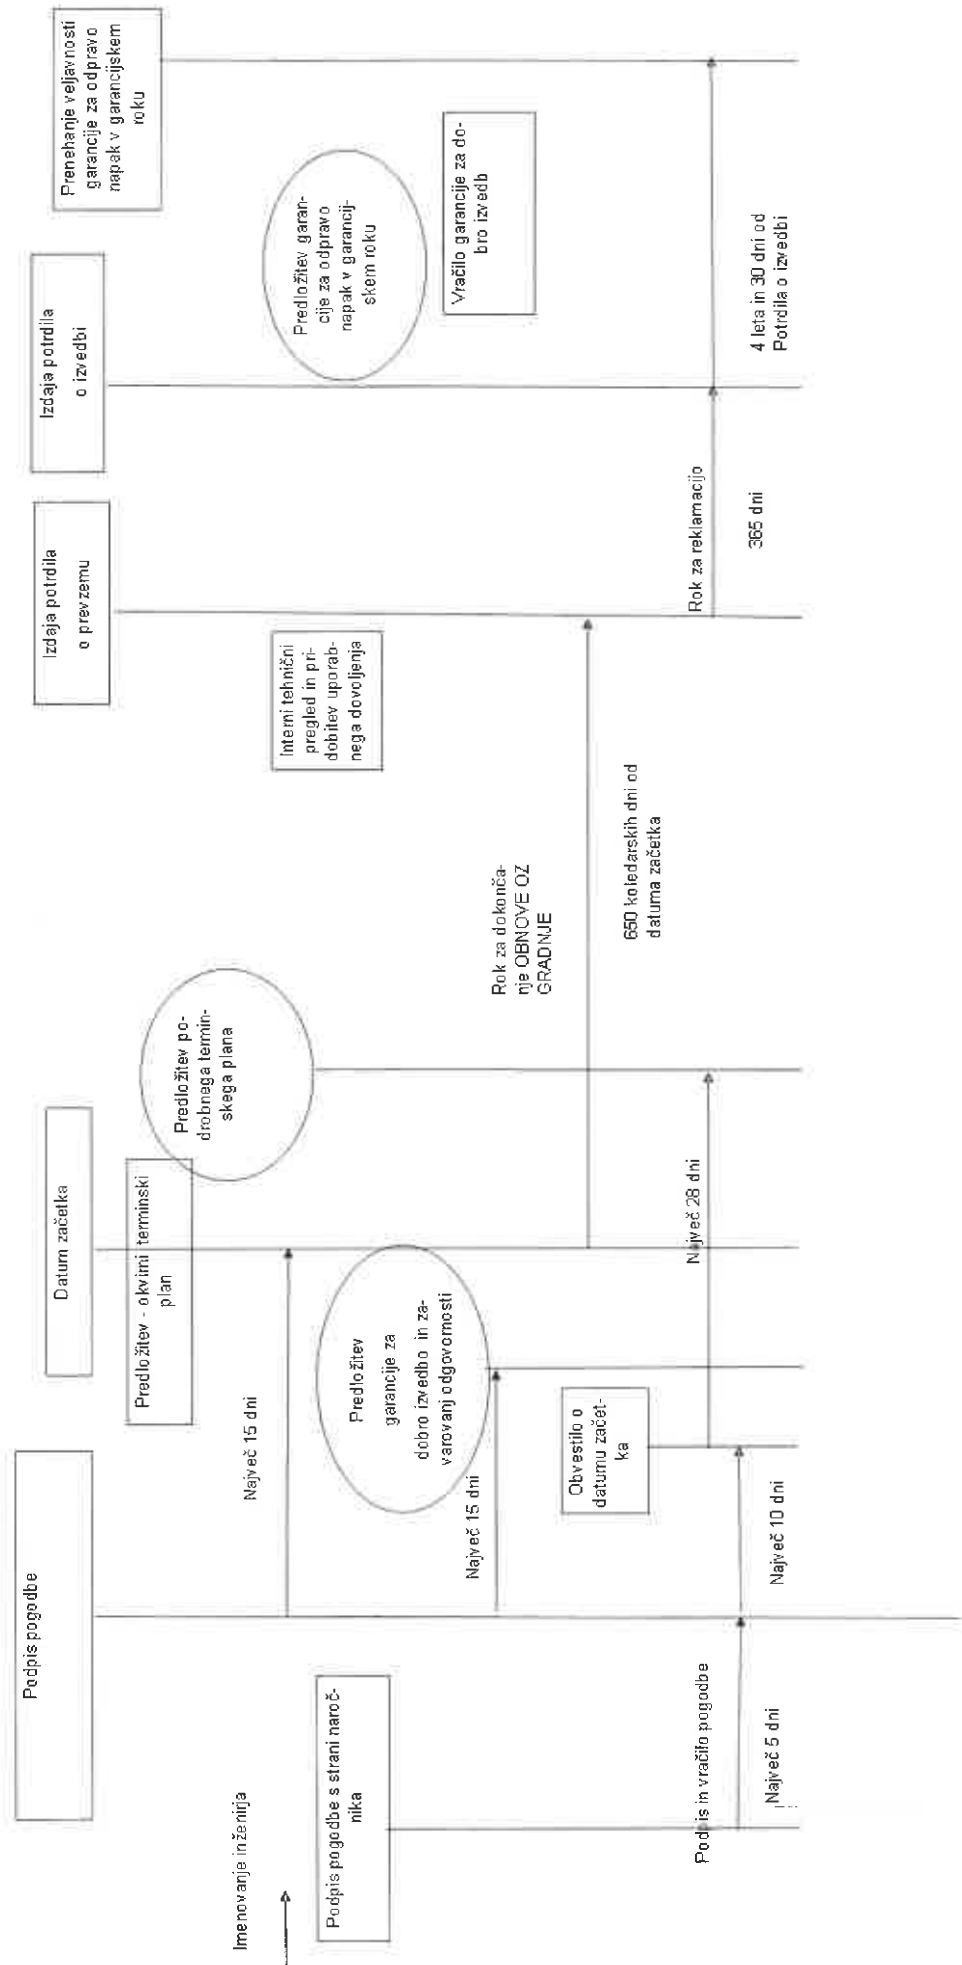 Podpis pogodbe
Datum začetka
Izdaja potrdila
o prevzemu
Izdaja potrdila
o izvedbi
Prenehanje veljavnosti
garancije za odpravo
napak v garancijskem
roku
Predložitev - okvirni terminski
plan
Predložitev po-
drobnega termin-
skega plana
Imenovanje inženirja
Največ 15 dni
Interni tehnični
pregled in pri-
dobitev uporab-
nega dovoljenja
Predložitev garan-
cije za odpravo
napak v garancij-
skem roku
Podpis pogodbe s strani naroč-
nika
Predložitev
garancije za
dobro izvedbo in za-
varovanj odgovornosti
Vračilo garancije za do-
bro izvedb
Največ 15 dni
Rok za dokonča-
nje OBNOVE OZ
GRADNJE
Obvestilo o
datumu začet-
ka
650 koledarskih dni od
datuma začetka
Podpis in vračilo pogodbe
Največ 28 dni
Rok za reklamacijo
Največ 5 dni
Največ 10 dni
365 dni
4 leta in 30 dni od
Potrdila o izvedbi